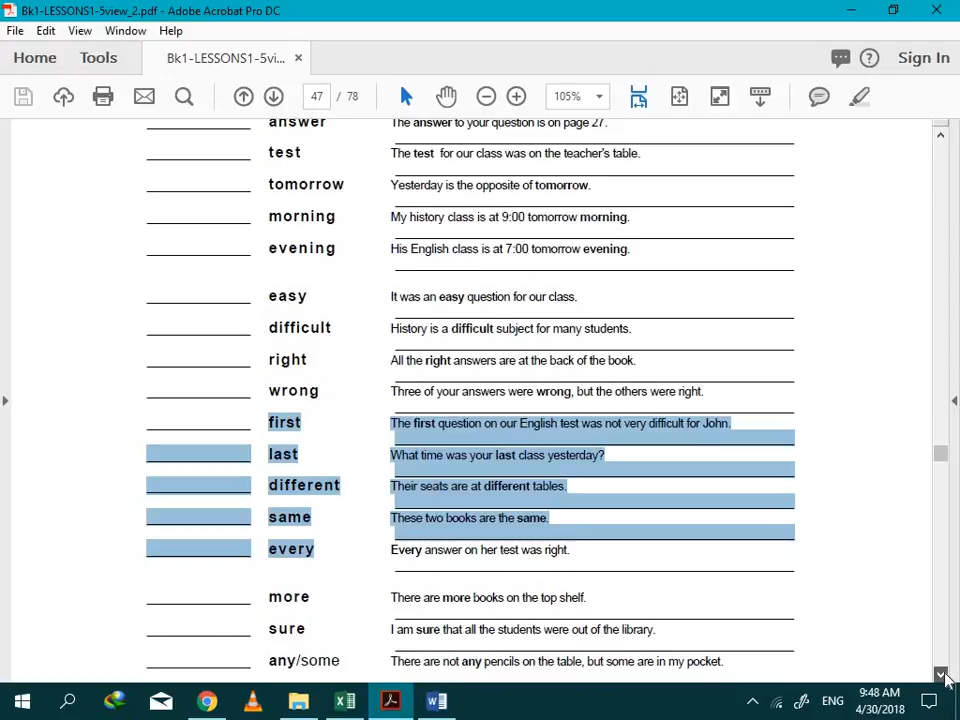 Bk1-LESSONS1-5view_2.pdf - Adobe Acrobat Pro DC
File Edit View Window Help
Home Tools Bk1-LESSONS1-5vi... × Sign In
47 / 78 105%
answer The answer to your question is on page 27.
test The test for our class was on the teacher's table.
tomorrow Yesterday is the opposite of tomorrow.
morning My history class is at 9:00 tomorrow morning.
evening His English class is at 7:00 tomorrow evening.
easy It was an easy question for our class.
difficult History is a difficult subject for many students.
right All the right answers are at the back of the book.
wrong Three of your answers were wrong, but the others were right.
first The first question on our English test was not very difficult for John.
last What time was your last class yesterday?
different Their seats are at different tables.
same These two books are the same.
every Every answer on her test was right.
more There are more books on the top shelf.
sure I am sure that all the students were out of the library.
any/some There are not any pencils on the table, but some are in my pocket.
ENG 9:48 AM
4/30/2018